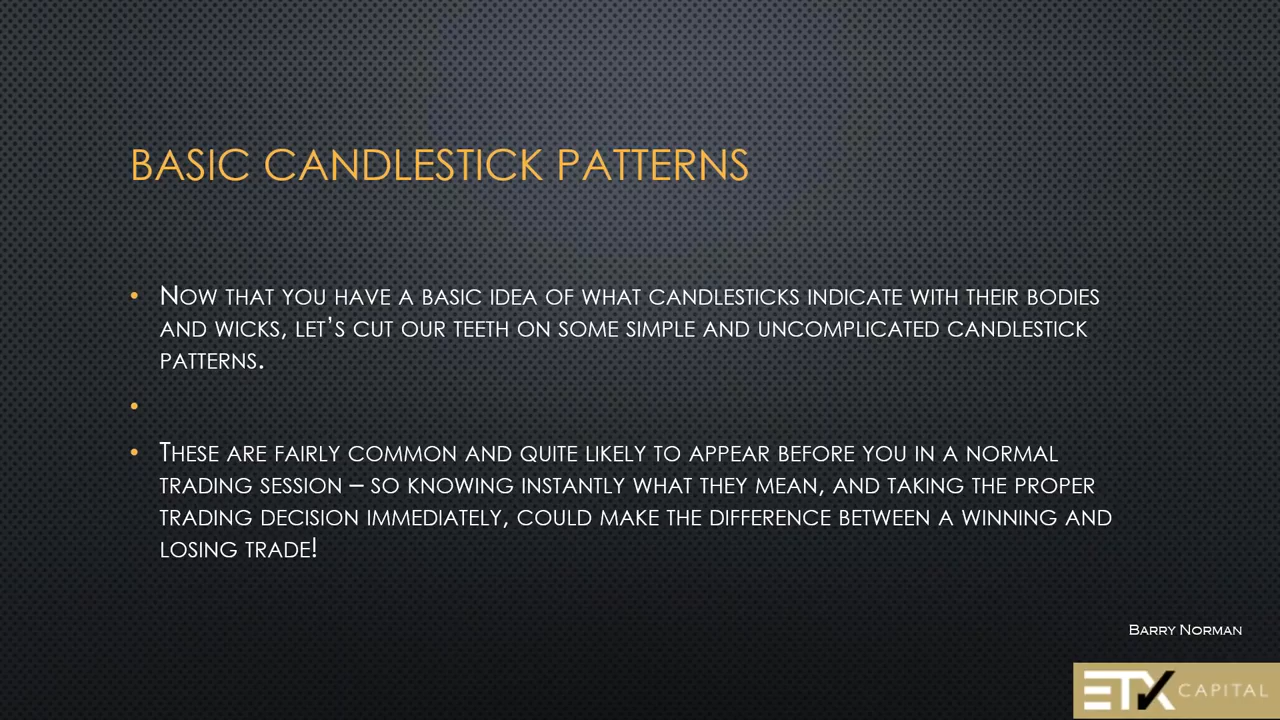 BASIC CANDLESTICK PATTERNS
• Now that you have a basic idea of what candlesticks indicate with their bodies
and wicks, let’s cut our teeth on some simple and uncomplicated candlestick
patterns.
•
• These are fairly common and quite likely to appear before you in a normal
trading session – so knowing instantly what they mean, and taking the proper
trading decision immediately, could make the difference between a winning and
losing trade!
Barry Norman
ETX CAPITAL